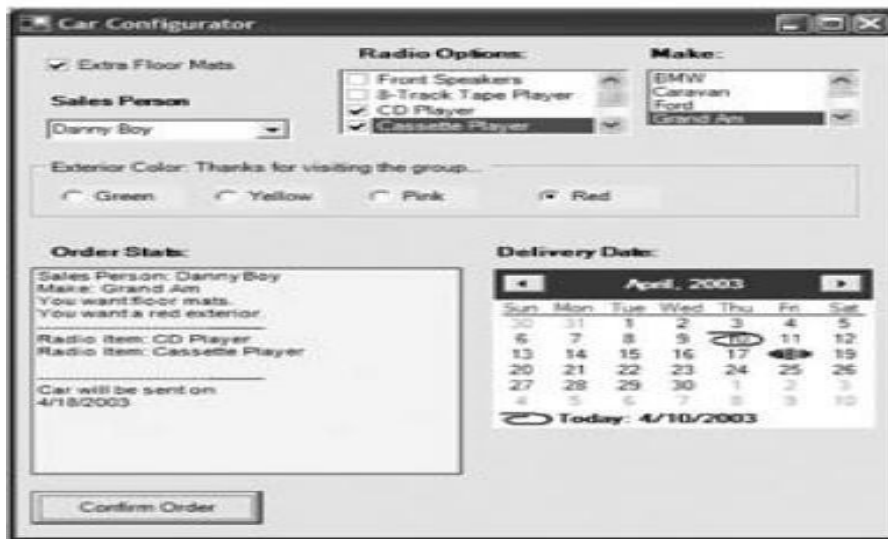 Car Configurator
Extra Floor Mats
Radio Options:
Front Speakers
8-Track Tape Player
CD Player
Cassette Player
Make:
BMW
Caravan
Ford
Grand Am
Sales Person
Danny Boy
Exterior Color: Thanks for visiting the group...
Green Yellow Pink Red
Order Stats:
Sales Person: Danny Boy
Make: Grand Am
You want floor mats.
You want a red exterior.
Radio Item: CD Player
Radio Item: Cassette Player
Car will be sent on
4/18/2003
Confirm Order
Delivery Date:
April, 2003
Sun Mon Tue Wed Thu Fri Sat
30 31 1 2 3 4 5
6 7 8 9 10 11 12
13 14 15 16 17 19
20 21 22 23 24 25 26
27 28 29 30 1 2 3
4 5 6 7 8 9 10
Today: 4/10/2003